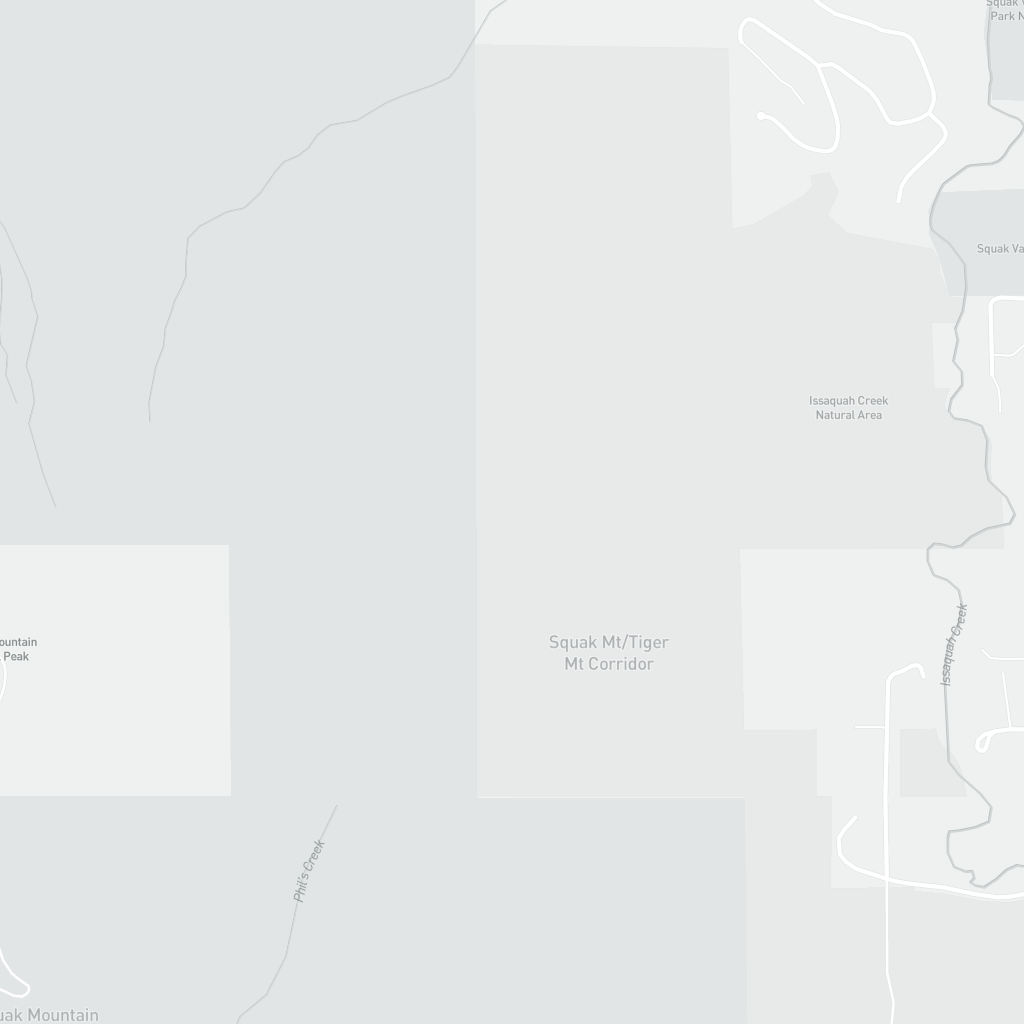 Park N
Squak Va
Issaquah Creek
Natural Area
Squak Mt/Tiger
Mt Corridor
ountain
Peak
Issaquah Creek
Phil's Creek
uak Mountain